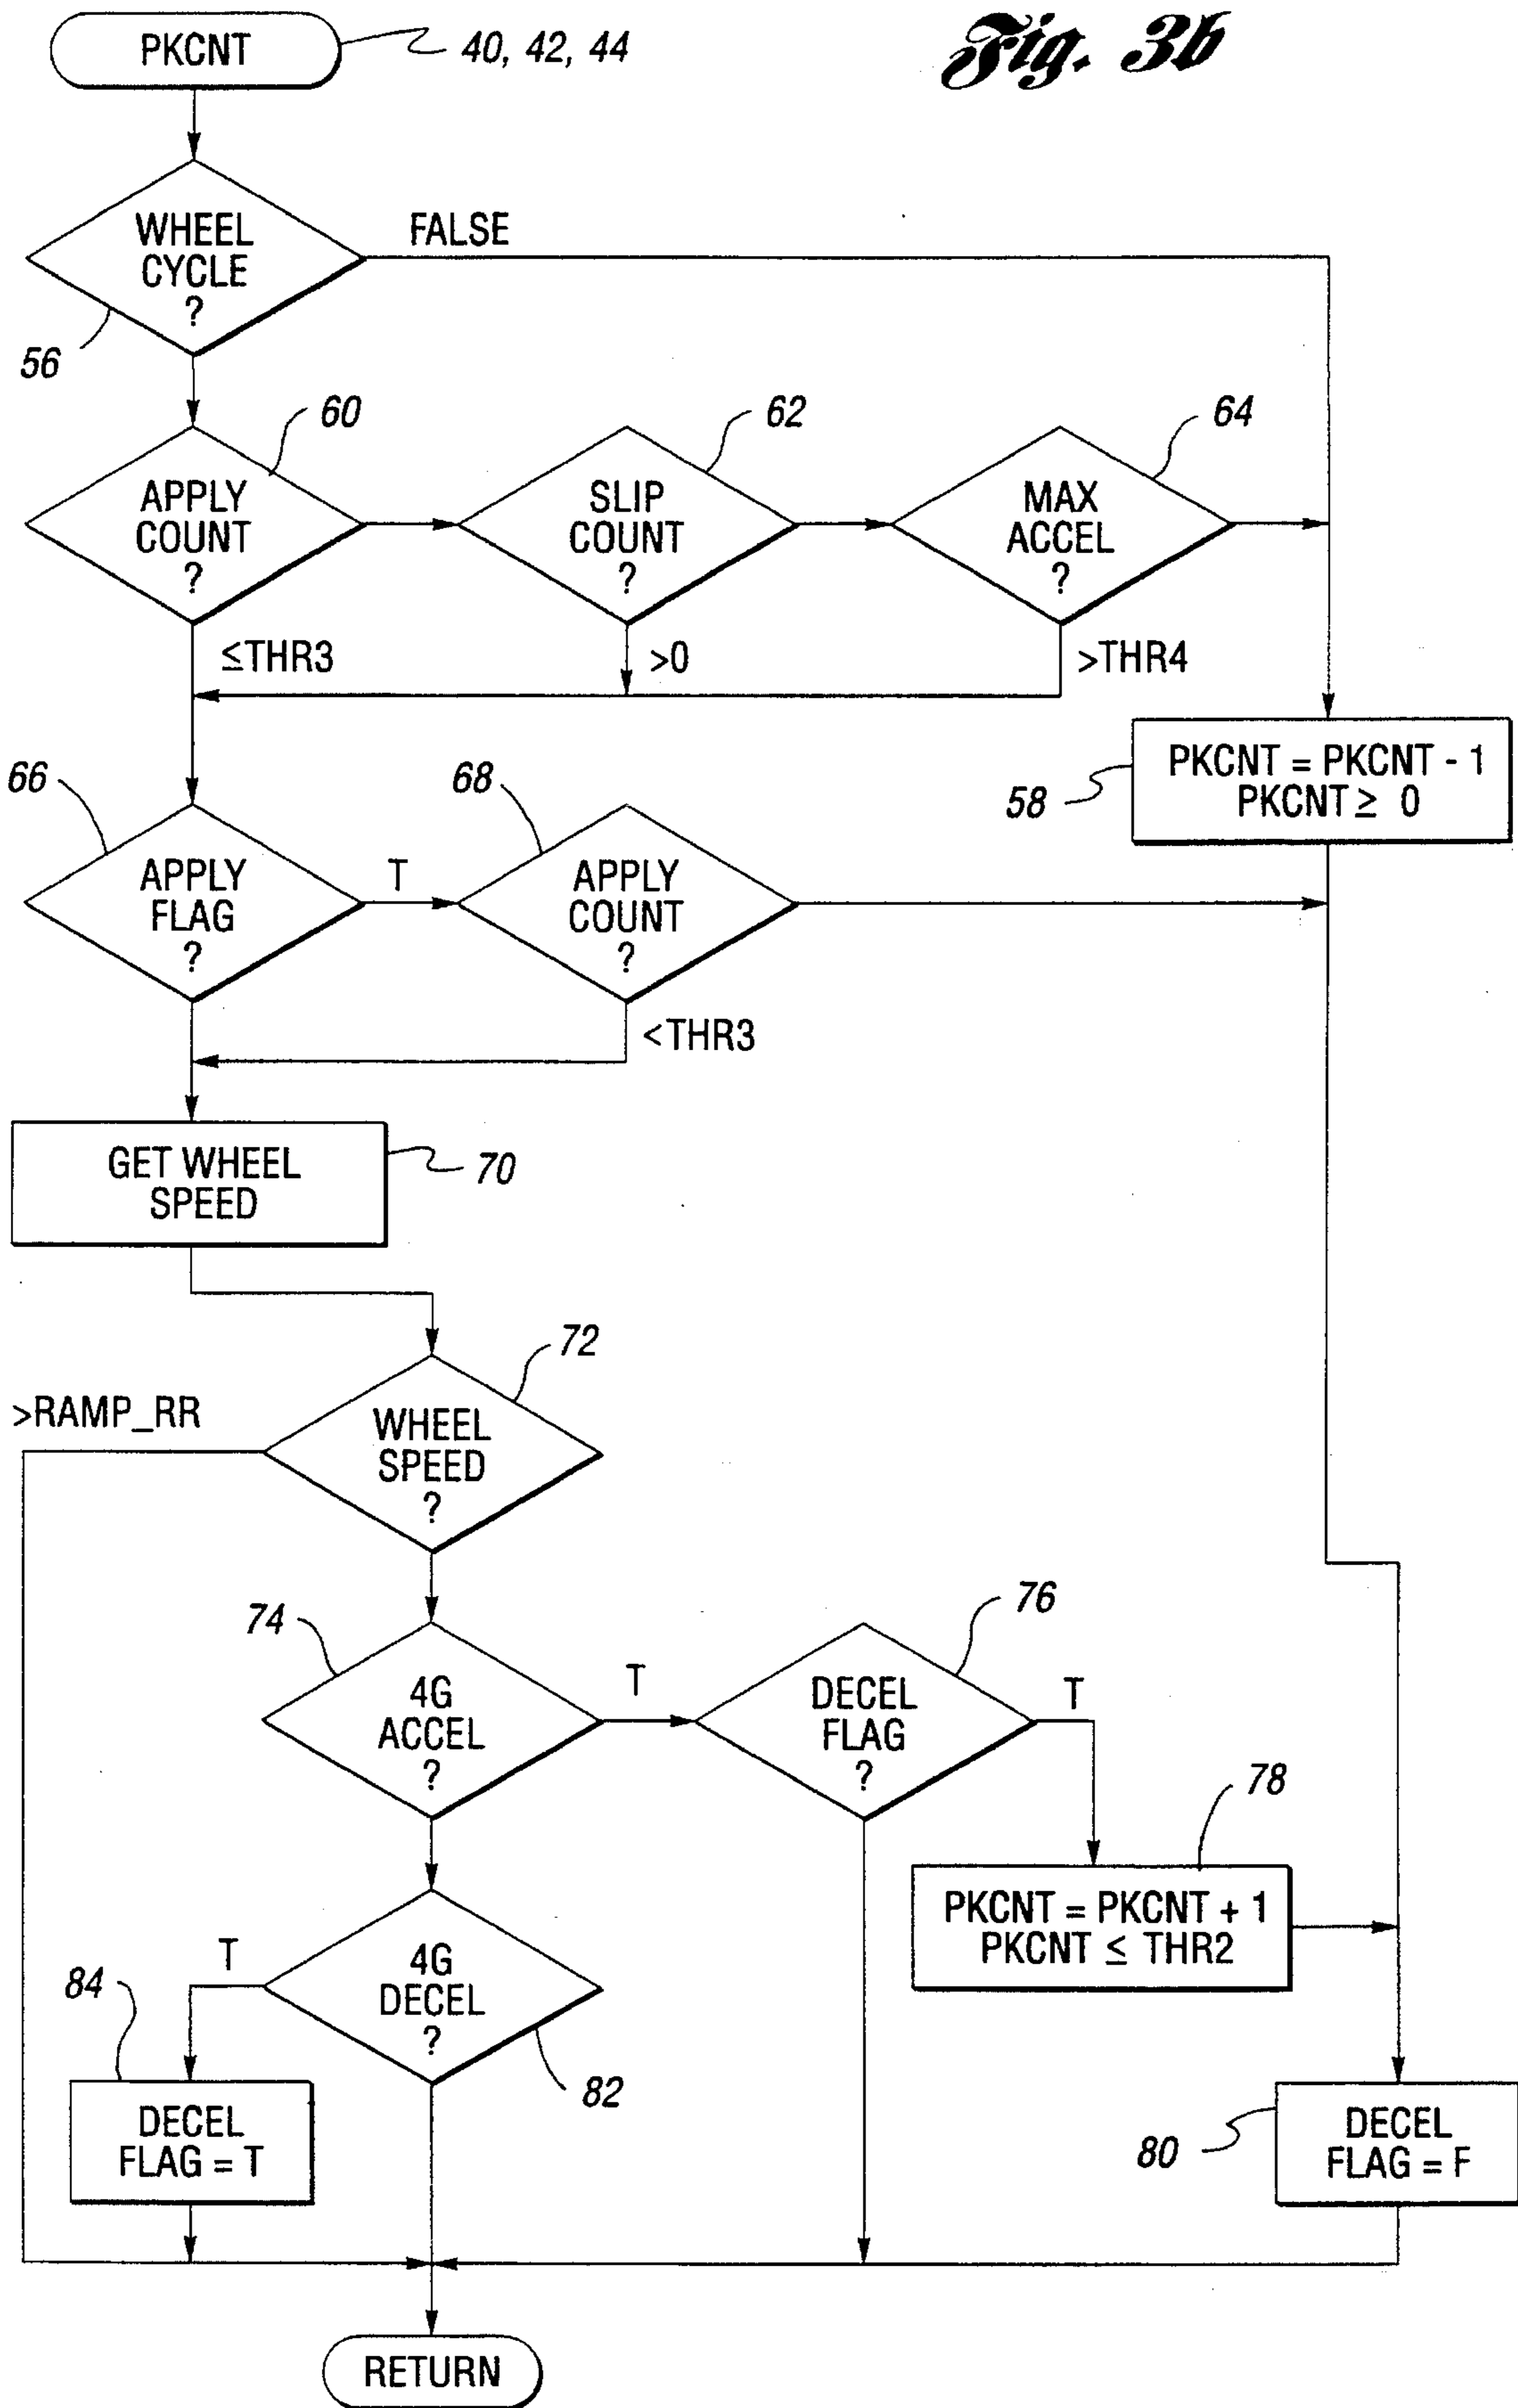 Fig. 3b
PKCNT
40, 42, 44
WHEEL
CYCLE
?
FALSE
56
60
62
64
APPLY
COUNT
?
SLIP
COUNT
?
MAX
ACCEL
?
≤THR3
>0
>THR4
PKCNT = PKCNT - 1
PKCNT ≥ 0
58
66
68
APPLY
FLAG
?
T
APPLY
COUNT
?
<THR3
GET WHEEL
SPEED
70
72
>RAMP_RR
WHEEL
SPEED
?
74
76
4G
ACCEL
?
T
DECEL
FLAG
?
T
78
PKCNT = PKCNT + 1
PKCNT ≤ THR2
84
T
4G
DECEL
?
82
DECEL
FLAG = T
80
DECEL
FLAG = F
RETURN